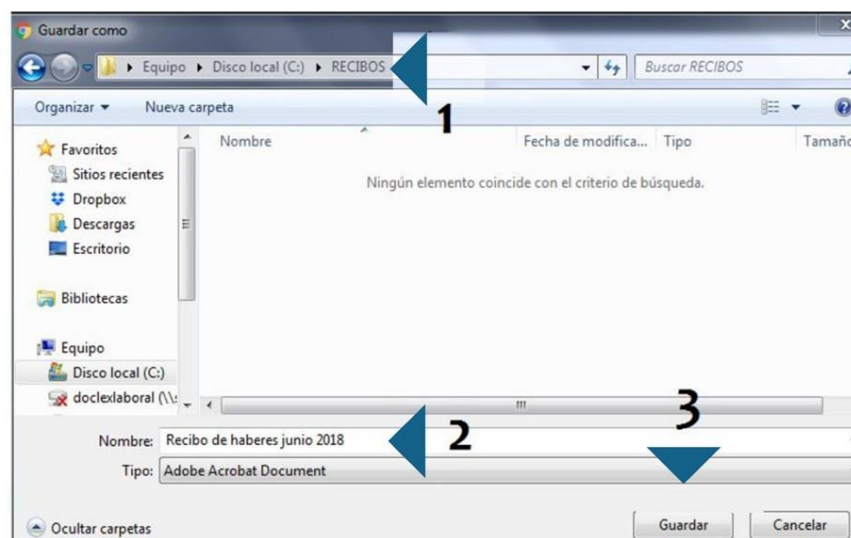 Guardar como
Equipo Disco local (C:) RECIBOS
Buscar RECIBOS
1
Organizar Nueva carpeta
Nombre Fecha de modifica... Tipo Tamaño
Ningún elemento coincide con el criterio de búsqueda.
Favoritos
Sitios recientes
Dropbox
Descargas
Escritorio
Bibliotecas
Equipo
Disco local (C:)
doclexlaboral (\\
3
Nombre: Recibo de haberes junio 2018
2
Tipo: Adobe Acrobat Document
Ocultar carpetas
Guardar Cancelar